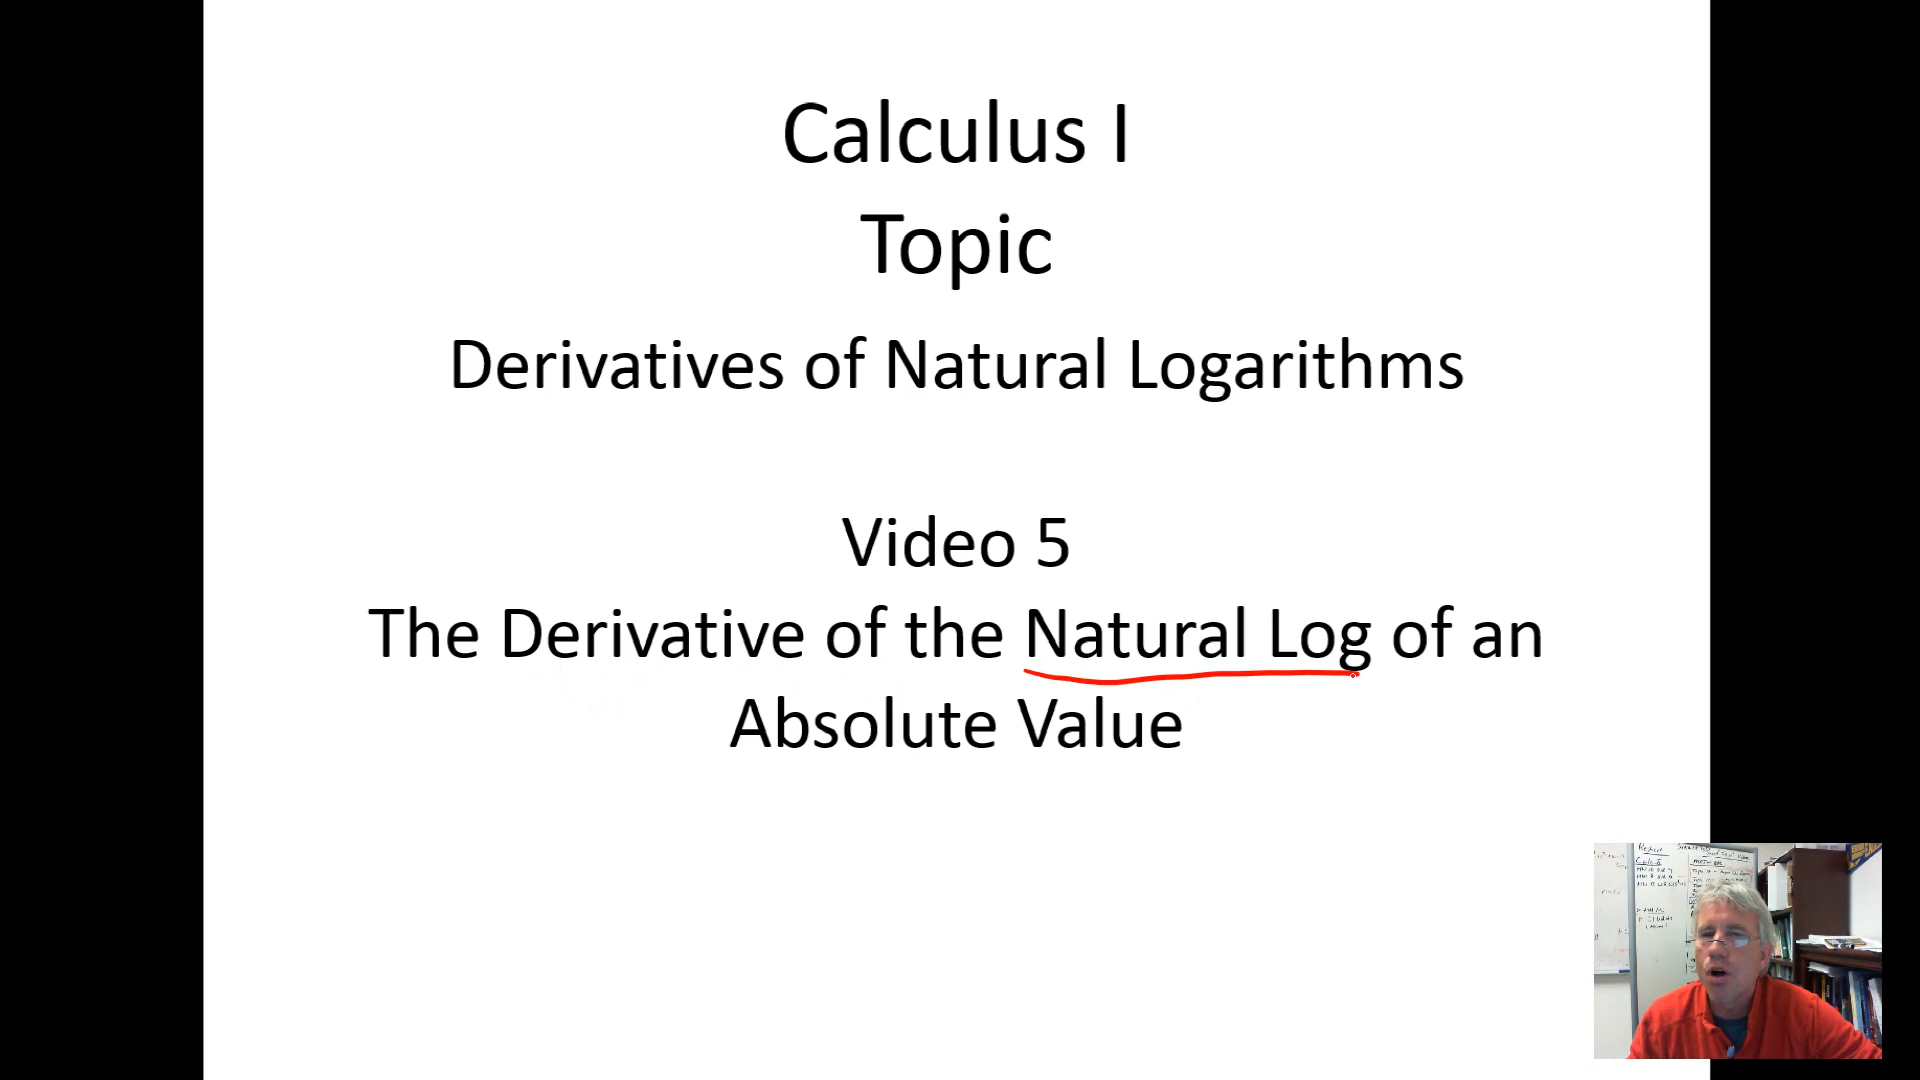 Calculus I
Topic
Derivatives of Natural Logarithms
Video 5
The Derivative of the Natural Log of an
Absolute Value